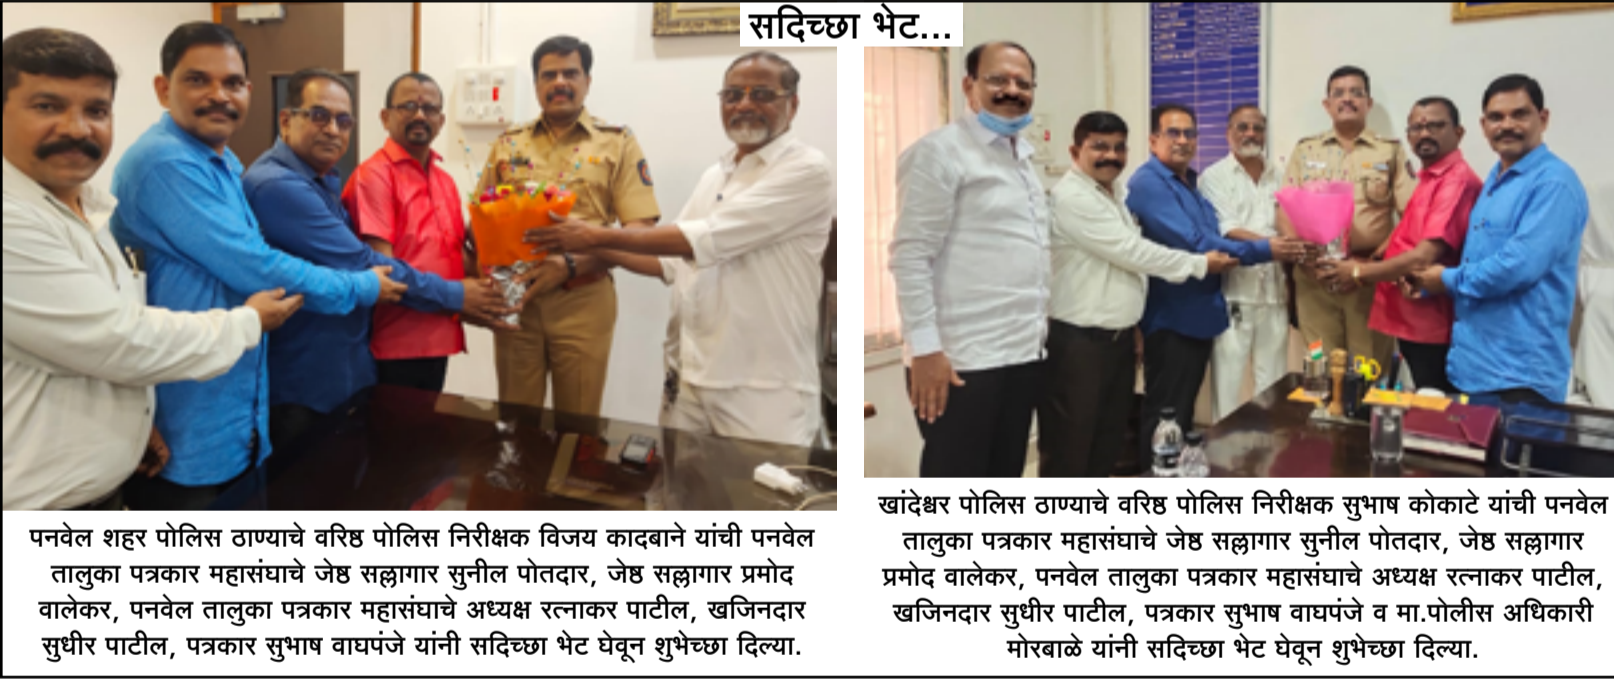 सदिच्छा भेट...
पनवेल शहर पोलिस ठाण्याचे वरिष्ठ पोलिस निरीक्षक विजय कादबाने यांची पनवेल
तालुका पत्रकार महासंघाचे जेष्ठ सल्लागार सुनील पोतदार, जेष्ठ सल्लागार प्रमोद
वालेकर, पनवेल तालुका पत्रकार महासंघाचे अध्यक्ष रत्नाकर पाटील, खजिनदार
सुधीर पाटील, पत्रकार सुभाष वाघपंजे यांनी सदिच्छा भेट घेवून शुभेच्छा दिल्या.
खांदेश्वर पोलिस ठाण्याचे वरिष्ठ पोलिस निरीक्षक सुभाष कोकाटे यांची पनवेल
तालुका पत्रकार महासंघाचे जेष्ठ सल्लागार सुनील पोतदार, जेष्ठ सल्लागार
प्रमोद वालेकर, पनवेल तालुका पत्रकार महासंघाचे अध्यक्ष रत्नाकर पाटील,
खजिनदार सुधीर पाटील, पत्रकार सुभाष वाघपंजे व मा.पोलीस अधिकारी
मोरबाळे यांनी सदिच्छा भेट घेवून शुभेच्छा दिल्या.